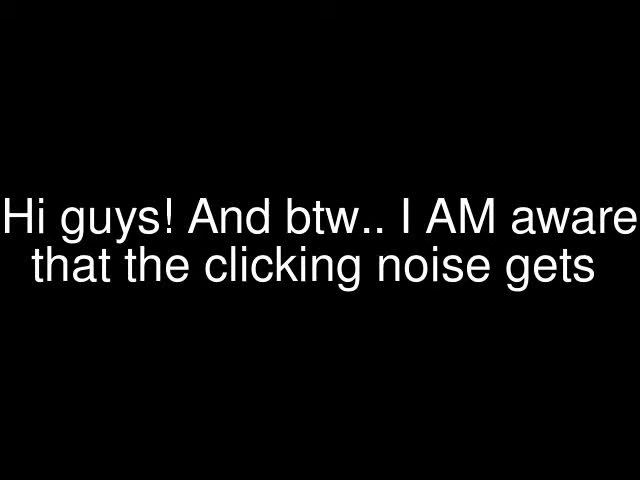 Hi guys! And btw.. I AM aware
that the clicking noise gets